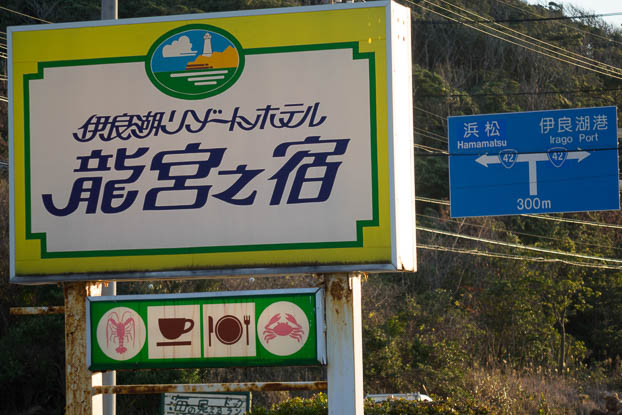 伊良湖リゾートホテル
龍宮之宿
浜松 伊良湖港
Hamamatsu Irago Port
42 42
300m